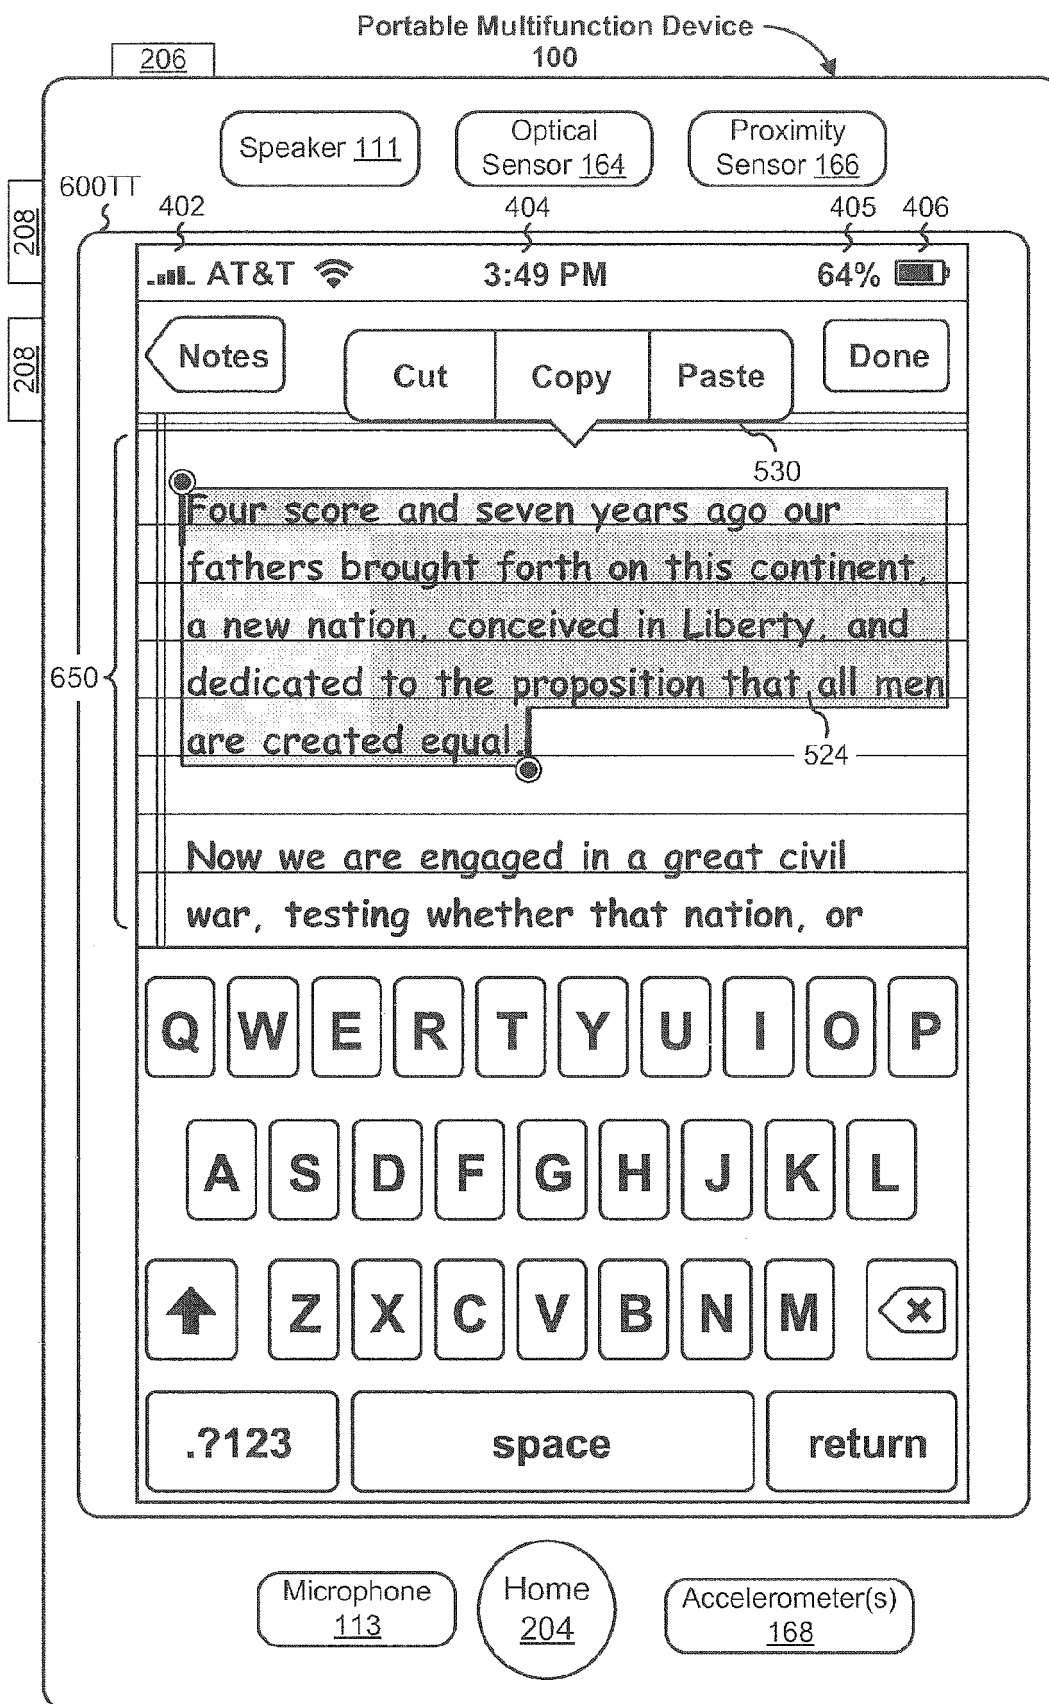 Portable Multifunction Device
100
206
Speaker 111
Optical
Sensor 164
Proximity
Sensor 166
208
208
600TT
402
404
405
406
AT&T
3:49 PM
64%
Notes
Cut
Copy
Paste
Done
530
Four score and seven years ago our
fathers brought forth on this continent,
a new nation, conceived in Liberty, and
dedicated to the proposition that all men
are created equal.
650
524
Now we are engaged in a great civil
war, testing whether that nation, or
Q W E R T Y U I O P
A S D F G H J K L
Z X C V B N M
.?123
space
return
Microphone
113
Home
204
Accelerometer(s)
168